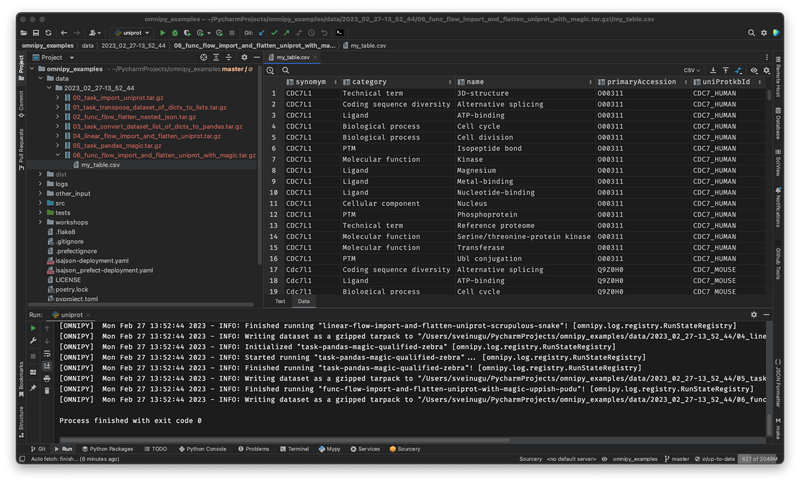 omnipy_examples – ~/PycharmProjects/omnipy_examples/data/2023_02_27-13_52_44/06_func_flow_import_and_flatten_uniprot_with_magic.tar.gz/my_table.csv
uniprot
Git:
omnipy_examples
data
2023_02_27-13_52_44
06_func_flow_import_and_flatten_uniprot_with_ma...
my_table.csv
Project
Commit
Pull Requests
Bookmarks
Structure
Project
omnipy_examples ~/PycharmProjects/omnipy_examples master /
data
2023_02_27-13_52_44
00_task_import_uniprot.tar.gz
01_task_transpose_dataset_of_dicts_to_lists.tar.gz
02_func_flow_flatten_nested_json.tar.gz
03_task_convert_dataset_list_of_dicts_to_pandas.tar.gz
04_linear_flow_import_and_flatten_uniprot.tar.gz
05_task_pandas_magic.tar.gz
06_func_flow_import_and_flatten_uniprot_with_magic.tar.gz
my_table.csv
dist
logs
other_input
src
tests
workshops
.flake8
.gitignore
.prefectignore
isajson-deployment.yaml
isajson_prefect-deployment.yaml
LICENSE
poetry.lock
pyproject.toml
my_table.csv
CSV
synonym category name primaryAccession uniProtkbId
1 CDC7L1 Technical term 3D-structure O00311 CDC7_HUMAN
2 CDC7L1 Coding sequence diversity Alternative splicing O00311 CDC7_HUMAN
3 CDC7L1 Ligand ATP-binding O00311 CDC7_HUMAN
4 CDC7L1 Biological process Cell cycle O00311 CDC7_HUMAN
5 CDC7L1 Biological process Cell division O00311 CDC7_HUMAN
6 CDC7L1 PTM Isopeptide bond O00311 CDC7_HUMAN
7 CDC7L1 Molecular function Kinase O00311 CDC7_HUMAN
8 CDC7L1 Ligand Magnesium O00311 CDC7_HUMAN
9 CDC7L1 Ligand Metal-binding O00311 CDC7_HUMAN
10 CDC7L1 Ligand Nucleotide-binding O00311 CDC7_HUMAN
11 CDC7L1 Cellular component Nucleus O00311 CDC7_HUMAN
12 CDC7L1 PTM Phosphoprotein O00311 CDC7_HUMAN
13 CDC7L1 Technical term Reference proteome O00311 CDC7_HUMAN
14 CDC7L1 Molecular function Serine/threonine-protein kinase O00311 CDC7_HUMAN
15 CDC7L1 Molecular function Transferase O00311 CDC7_HUMAN
16 CDC7L1 PTM Ubl conjugation O00311 CDC7_HUMAN
17 Cdc7l1 Coding sequence diversity Alternative splicing Q9Z0H0 CDC7_MOUSE
18 Cdc7l1 Ligand ATP-binding Q9Z0H0 CDC7_MOUSE
19 Cdc7l1 Biological process Cell cycle Q9Z0H0 CDC7_MOUSE
Text Data
Remote Host
Database
SciView
Notifications
Github Tools
JSON Formatter
make
Run: uniprot
[OMNIPY] Mon Feb 27 13:52:44 2023 - INFO: Finished running "linear-flow-import-and-flatten-uniprot-scrupulous-snake"! [omnipy.log.registry.RunStateRegistry]
[OMNIPY] Mon Feb 27 13:52:44 2023 - INFO: Writing dataset as a gzipped tarpack to "/Users/sveinugu/PycharmProjects/omnipy_examples/data/2023_02_27-13_52_44/04_line
[OMNIPY] Mon Feb 27 13:52:44 2023 - INFO: Initialized "task-pandas-magic-qualified-zebra" [omnipy.log.registry.RunStateRegistry]
[OMNIPY] Mon Feb 27 13:52:44 2023 - INFO: Started running "task-pandas-magic-qualified-zebra"... [omnipy.log.registry.RunStateRegistry]
[OMNIPY] Mon Feb 27 13:52:44 2023 - INFO: Finished running "task-pandas-magic-qualified-zebra"! [omnipy.log.registry.RunStateRegistry]
[OMNIPY] Mon Feb 27 13:52:44 2023 - INFO: Writing dataset as a gzipped tarpack to "/Users/sveinugu/PycharmProjects/omnipy_examples/data/2023_02_27-13_52_44/05_task
[OMNIPY] Mon Feb 27 13:52:44 2023 - INFO: Finished running "func-flow-import-and-flatten-uniprot-with-magic-uppish-pudu"! [omnipy.log.registry.RunStateRegistry]
[OMNIPY] Mon Feb 27 13:52:44 2023 - INFO: Writing dataset as a gzipped tarpack to "/Users/sveinugu/PycharmProjects/omnipy_examples/data/2023_02_27-13_52_44/06_func
Process finished with exit code 0
Git Run Python Packages TODO Python Console Problems Terminal Mypy Services Sourcery
Auto fetch: finish... (6 minutes ago) Sourcery <no default server> omnipy_examples master up-to-date 827 of 2048M